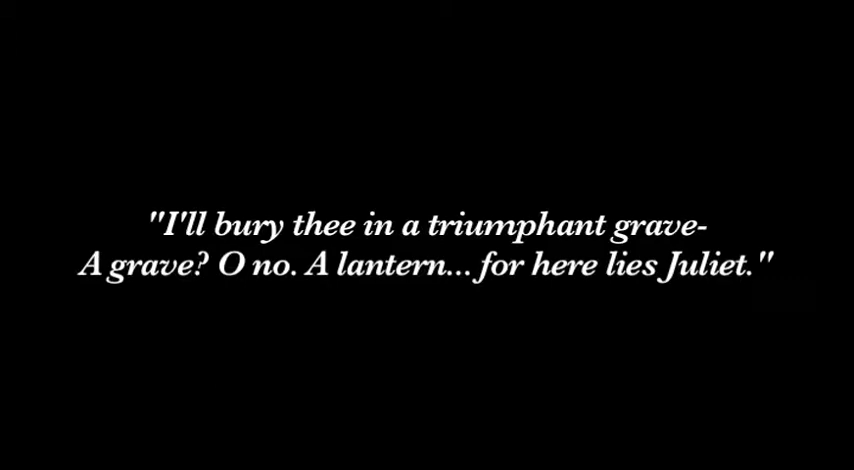 "I'll bury thee in a triumphant grave-
A grave? O no. A lantern... for here lies Juliet."